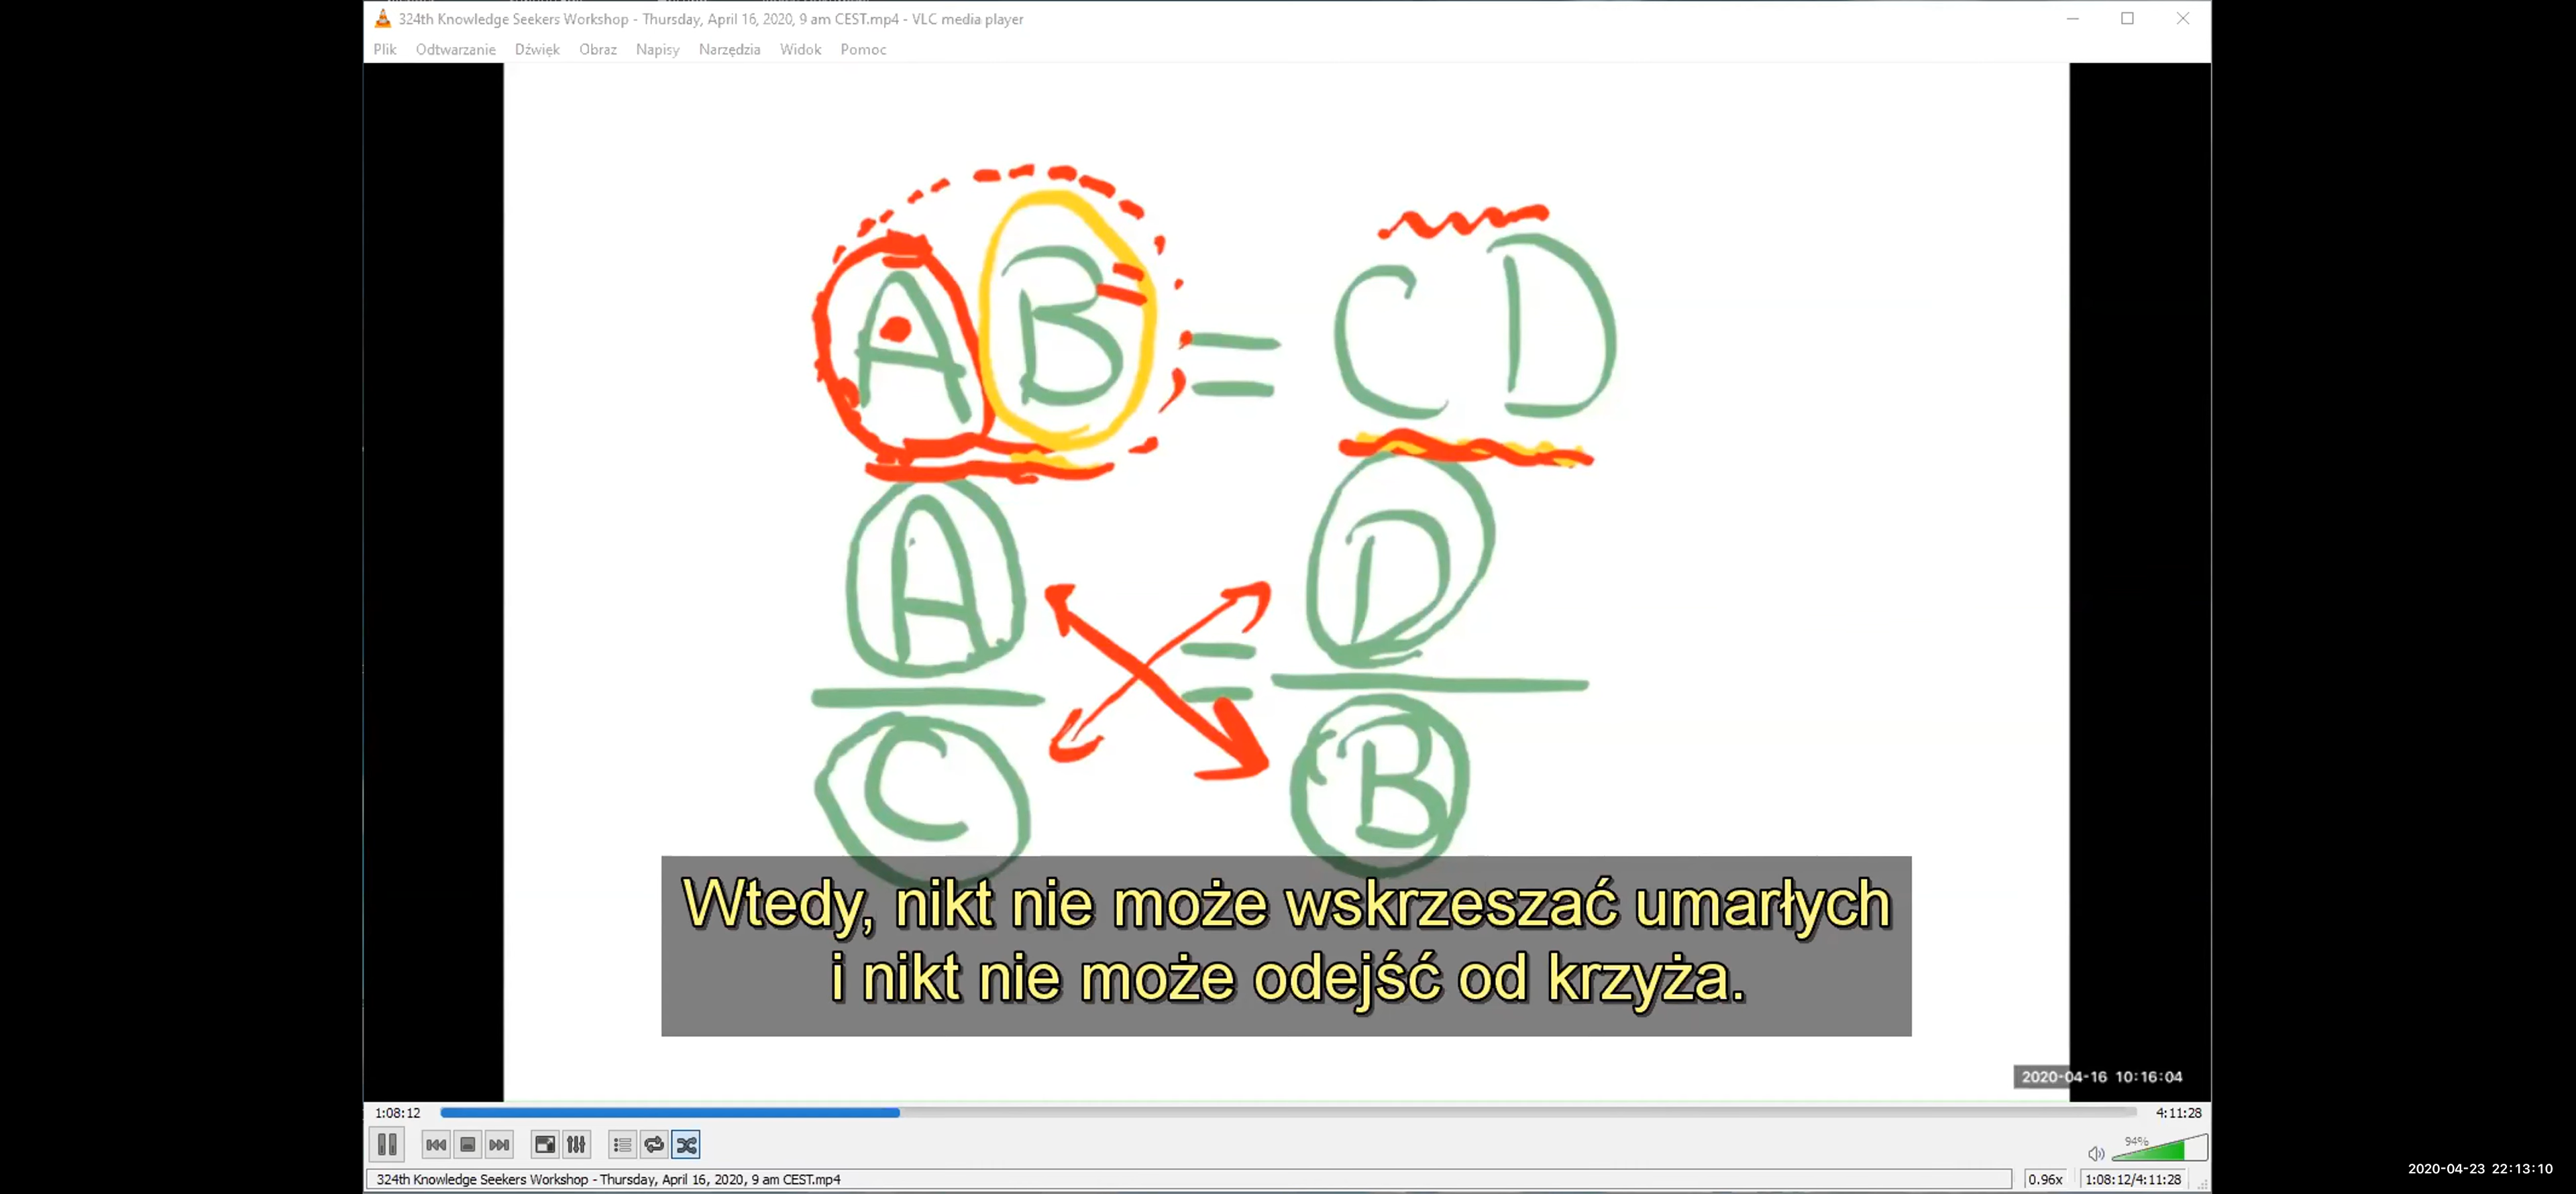 324th Knowledge Seekers Workshop - Thursday, April 16, 2020, 9 am CEST.mp4 - VLC media player
Plik Odtwarzanie Dźwięk Obraz Napisy Narzędzia Widok Pomoc
AB = CD
A = D
C B
Wtedy, nikt nie może wskrzeszać umarłych
i nikt nie może odejść od krzyża.
2020-04-16 10:16:04
1:08:12 4:11:28
94%
324th Knowledge Seekers Workshop - Thursday, April 16, 2020, 9 am CEST.mp4 0.96x 1:08:12/4:11:28
2020-04-23 22:13:10